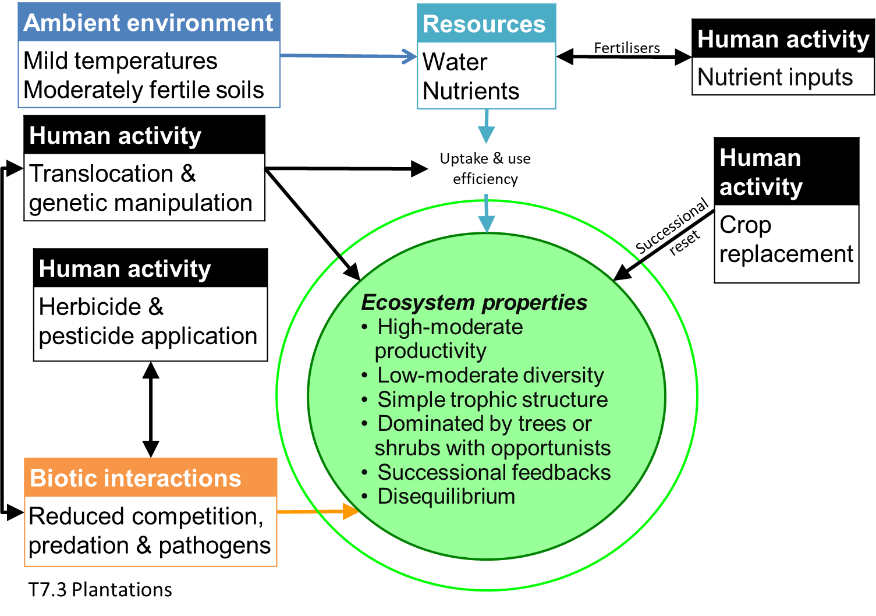 Ambient environment
Mild temperatures
Moderately fertile soils
Resources
Water
Nutrients
Fertilisers
Human activity
Nutrient inputs
Human activity
Translocation &
genetic manipulation
Uptake & use
efficiency
Human
activity
Crop
replacement
Successional
reset
Human activity
Herbicide &
pesticide application
Ecosystem properties
• High-moderate
productivity
• Low-moderate diversity
• Simple trophic structure
• Dominated by trees or
shrubs with opportunists
• Successional feedbacks
• Disequilibrium
Biotic interactions
Reduced competition,
predation & pathogens
T7.3 Plantations